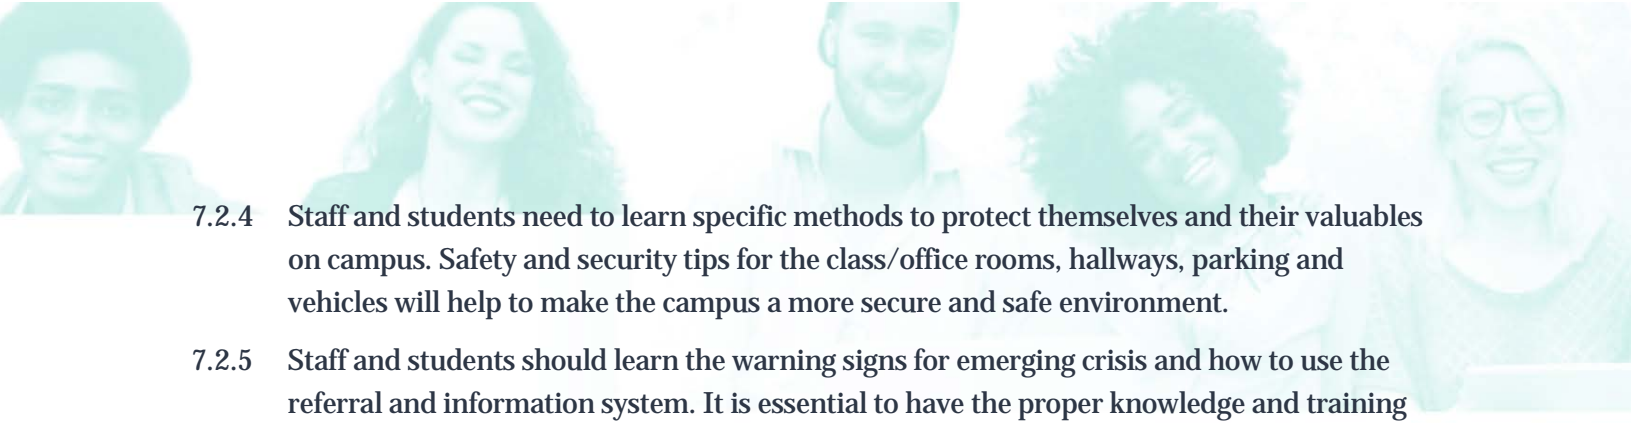 7.2.4 Staff and students need to learn specific methods to protect themselves and their valuables
on campus. Safety and security tips for the class/office rooms, hallways, parking and
vehicles will help to make the campus a more secure and safe environment.
7.2.5 Staff and students should learn the warning signs for emerging crisis and how to use the
referral and information system. It is essential to have the proper knowledge and training